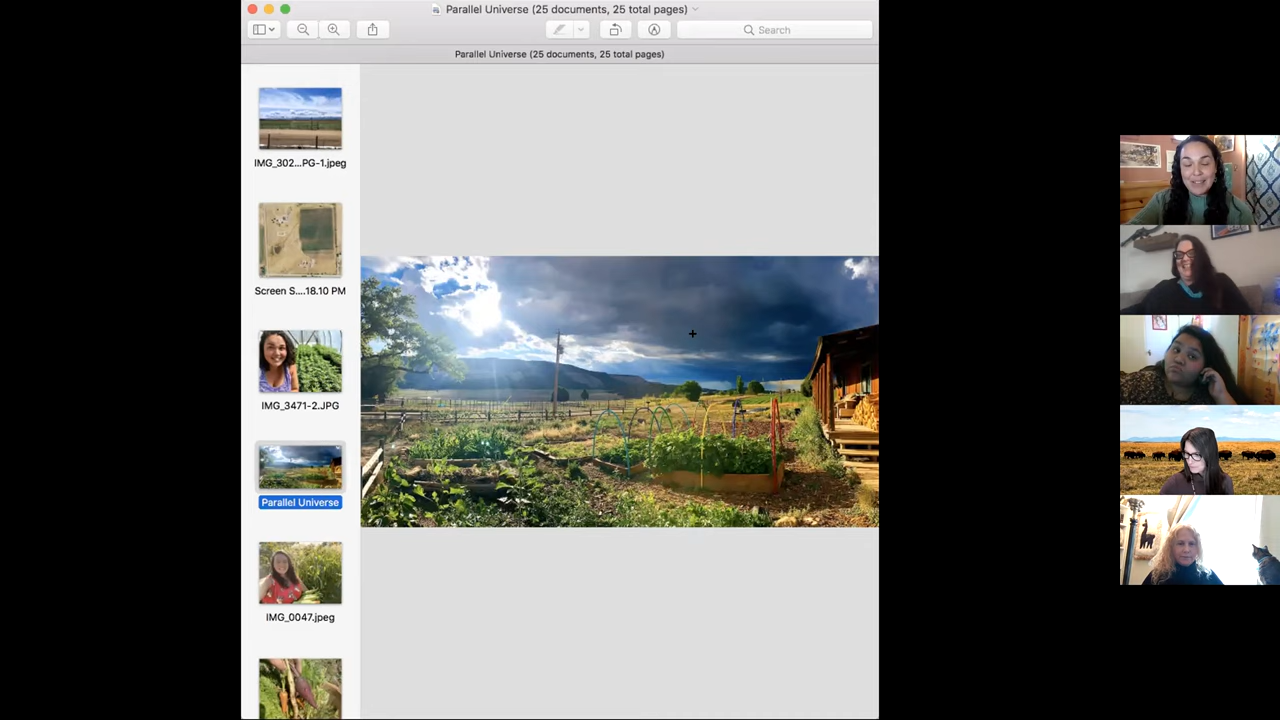 Parallel Universe (25 documents, 25 total pages)
Search
Parallel Universe (25 documents, 25 total pages)
IMG_302...PG-1.jpeg
Screen S....18.10 PM
IMG_3471-2.JPG
Parallel Universe
IMG_0047.jpeg